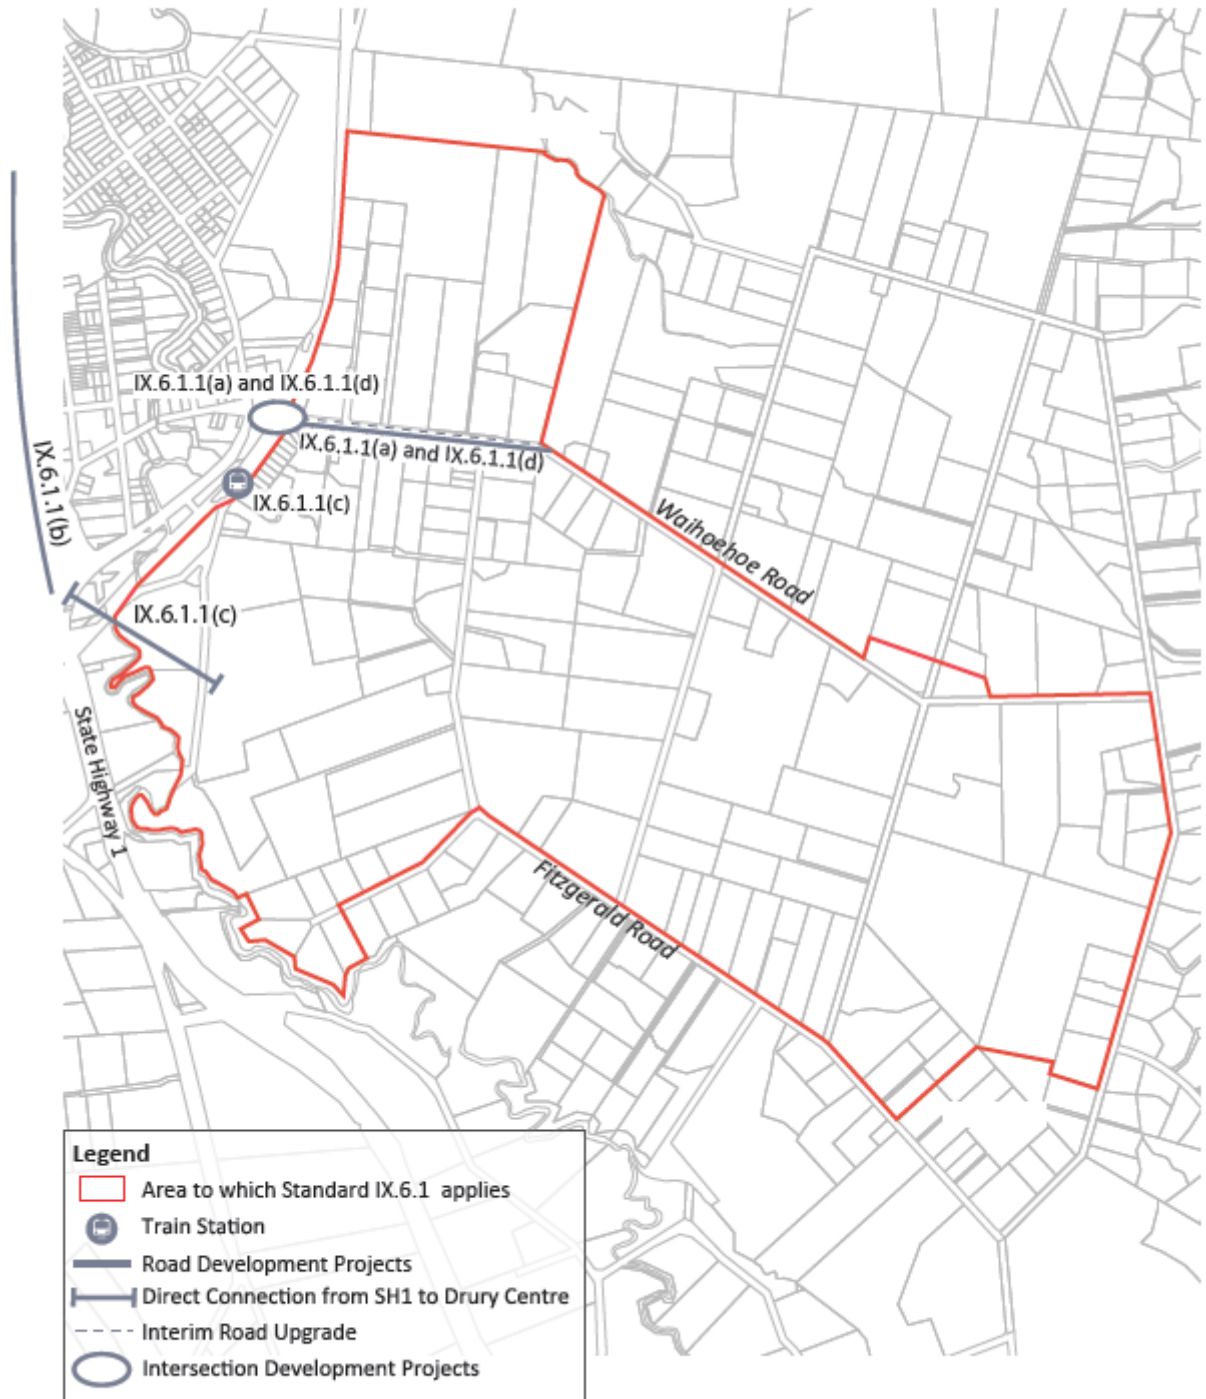 IX.6.1.1(a) and IX.6.1.1(d)
IX.6.1.1(a) and IX.6.1.1(d)
IX.6.1.1(b)
IX.6.1.1(c)
Waihoehoe Road
IX.6.1.1(c)
State Highway 1
Fitzgerald Road
Legend
Area to which Standard IX.6.1 applies
Train Station
Road Development Projects
Direct Connection from SH1 to Drury Centre
Interim Road Upgrade
Intersection Development Projects